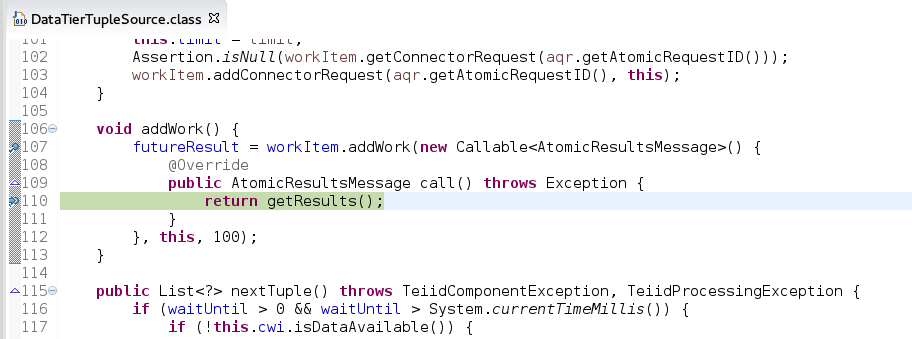 DataTierTupleSource.class
101 this.limit = limit;
102 Assertion.isNull(workItem.getConnectorRequest(aqr.getAtomicRequestID()));
103 workItem.addConnectorRequest(aqr.getAtomicRequestID(), this);
104 }
105
106 void addWork() {
107 futureResult = workItem.addWork(new Callable<AtomicResultsMessage>() {
108 @Override
109 public AtomicResultsMessage call() throws Exception {
110 return getResults();
111 }
112 }, this, 100);
113 }
114
115 public List<?> nextTuple() throws TeiidComponentException, TeiidProcessingException {
116 if (waitUntil > 0 && waitUntil > System.currentTimeMillis()) {
117 if (!this.cwi.isDataAvailable()) {